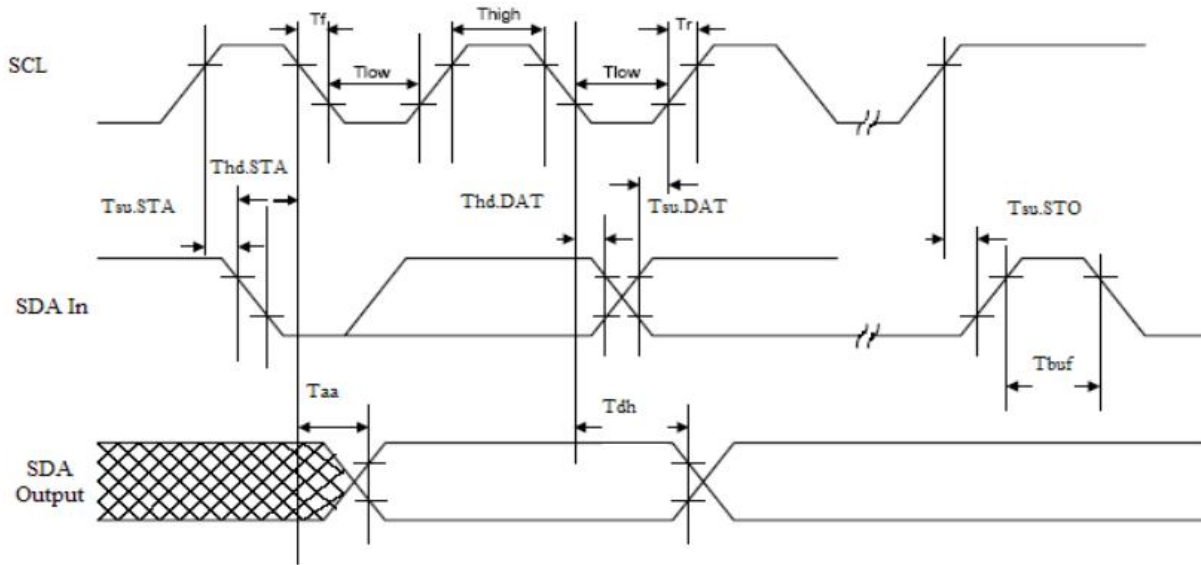 Tf
Thigh
Tr
SCL
Tlow
Tlow
Thd.STA
Tsu.STA
Thd.DAT
Tsu.DAT
Tsu.STO
SDA In
Taa
Tdh
Tbuf
SDA
Output